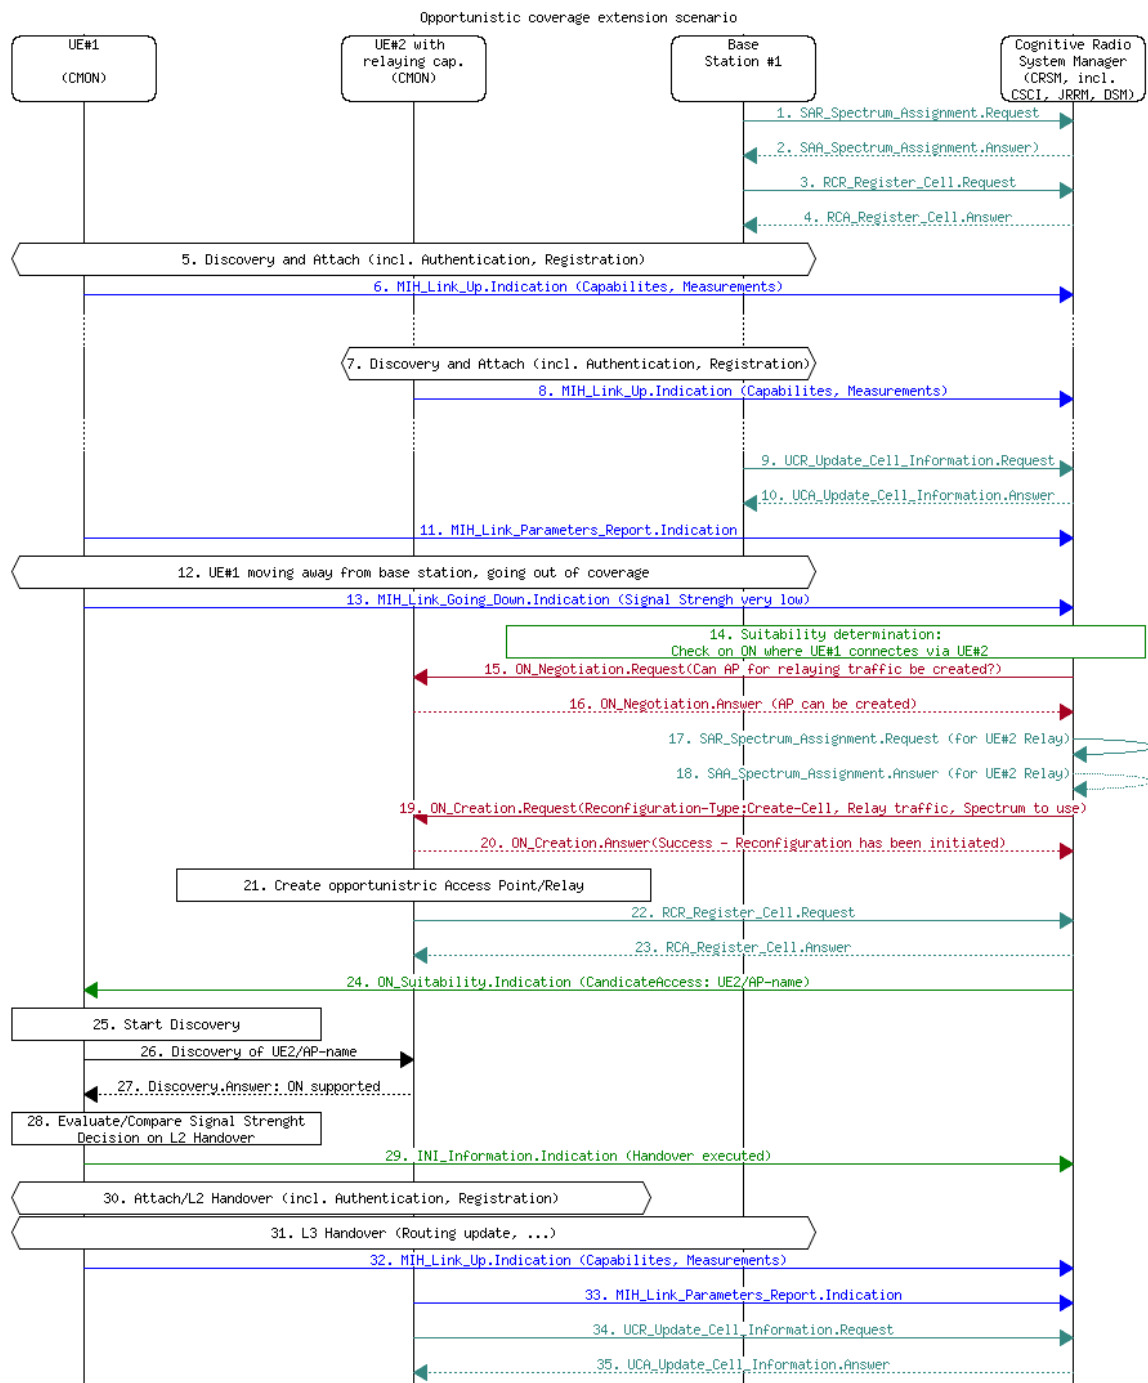 Opportunistic coverage extension scenario
UE#1
(CMON)
UE#2 with
relaying cap.
(CMON)
Base
Station #1
Cognitive Radio
System Manager
(CRSM, incl.
CSCI, JRRM, DSM)
1. SAR_Spectrum_Assignment.Request
2. SAA_Spectrum_Assignment.Answer)
3. RCR_Register_Cell.Request
4. RCA_Register_Cell.Answer
5. Discovery and Attach (incl. Authentication, Registration)
6. MIH_Link_Up.Indication (Capabilites, Measurements)
7. Discovery and Attach (incl. Authentication, Registration)
8. MIH_Link_Up.Indication (Capabilites, Measurements)
9. UCR_Update_Cell_Information.Request
10. UCA_Update_Cell_Information.Answer
11. MIH_Link_Parameters_Report.Indication
12. UE#1 moving away from base station, going out of coverage
13. MIH_Link_Going_Down.Indication (Signal Strengh very low)
14. Suitability determination:
Check on ON where UE#1 connectes via UE#2
15. ON_Negotiation.Request(Can AP for relaying traffic be created?)
16. ON_Negotiation.Answer (AP can be created)
17. SAR_Spectrum_Assignment.Request (for UE#2 Relay)
18. SAA_Spectrum_Assignment.Answer (for UE#2 Relay)
19. ON_Creation.Request(Reconfiguration-Type:Create-Cell, Relay traffic, Spectrum to use)
20. ON_Creation.Answer(Success - Reconfiguration has been initiated)
21. Create opportunistric Access Point/Relay
22. RCR_Register_Cell.Request
23. RCA_Register_Cell.Answer
24. ON_Suitability.Indication (CandicateAccess: UE2/AP-name)
25. Start Discovery
26. Discovery of UE2/AP-name
27. Discovery.Answer: ON supported
28. Evaluate/Compare Signal Strenght
Decision on L2 Handover
29. INI_Information.Indication (Handover executed)
30. Attach/L2 Handover (incl. Authentication, Registration)
31. L3 Handover (Routing update, ...)
32. MIH_Link_Up.Indication (Capabilites, Measurements)
33. MIH_Link_Parameters_Report.Indication
34. UCR_Update_Cell_Information.Request
35. UCA_Update_Cell_Information.Answer